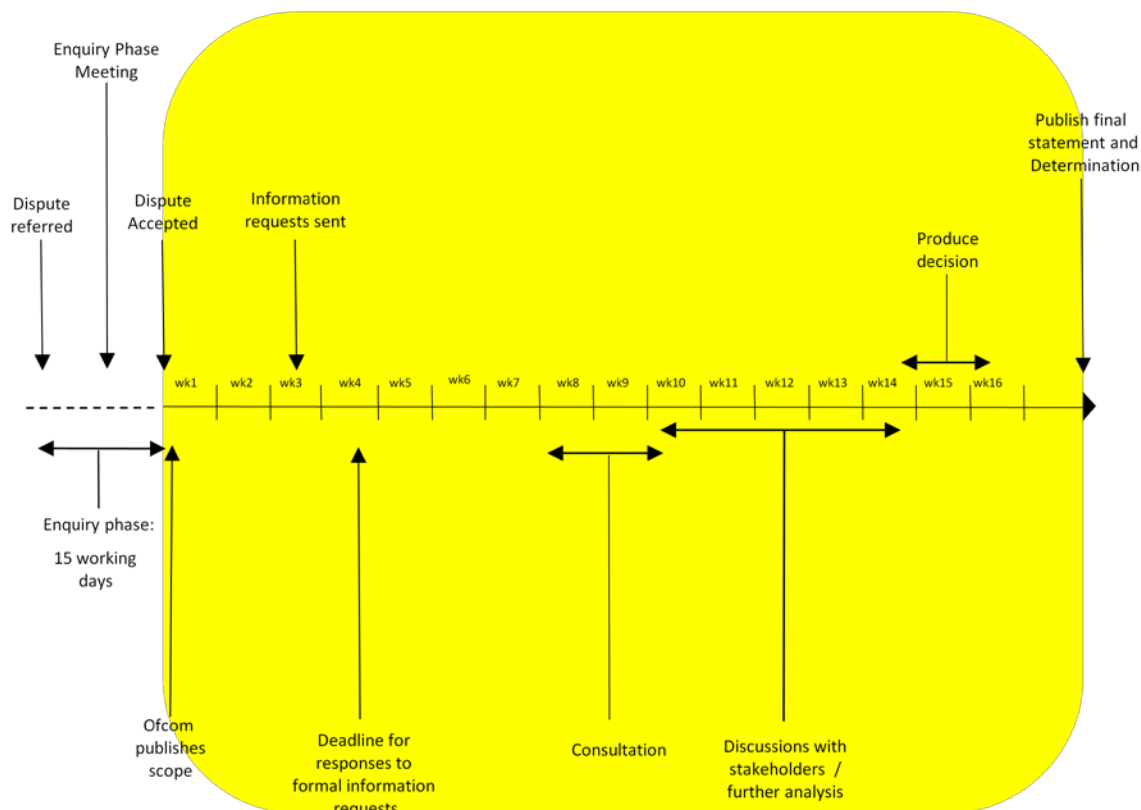 Enquiry Phase
Meeting
Publish final
statement and
Determination
Dispute
referred
Dispute
Accepted
Information
requests sent
Produce
decision
wk1 wk2 wk3 wk4 wk5 wk6 wk7 wk8 wk9 wk10 wk11 wk12 wk13 wk14 wk15 wk16
Enquiry phase:
15 working
days
Ofcom
publishes
scope
Deadline for
responses to
formal information
requests
Consultation
Discussions with
stakeholders /
further analysis